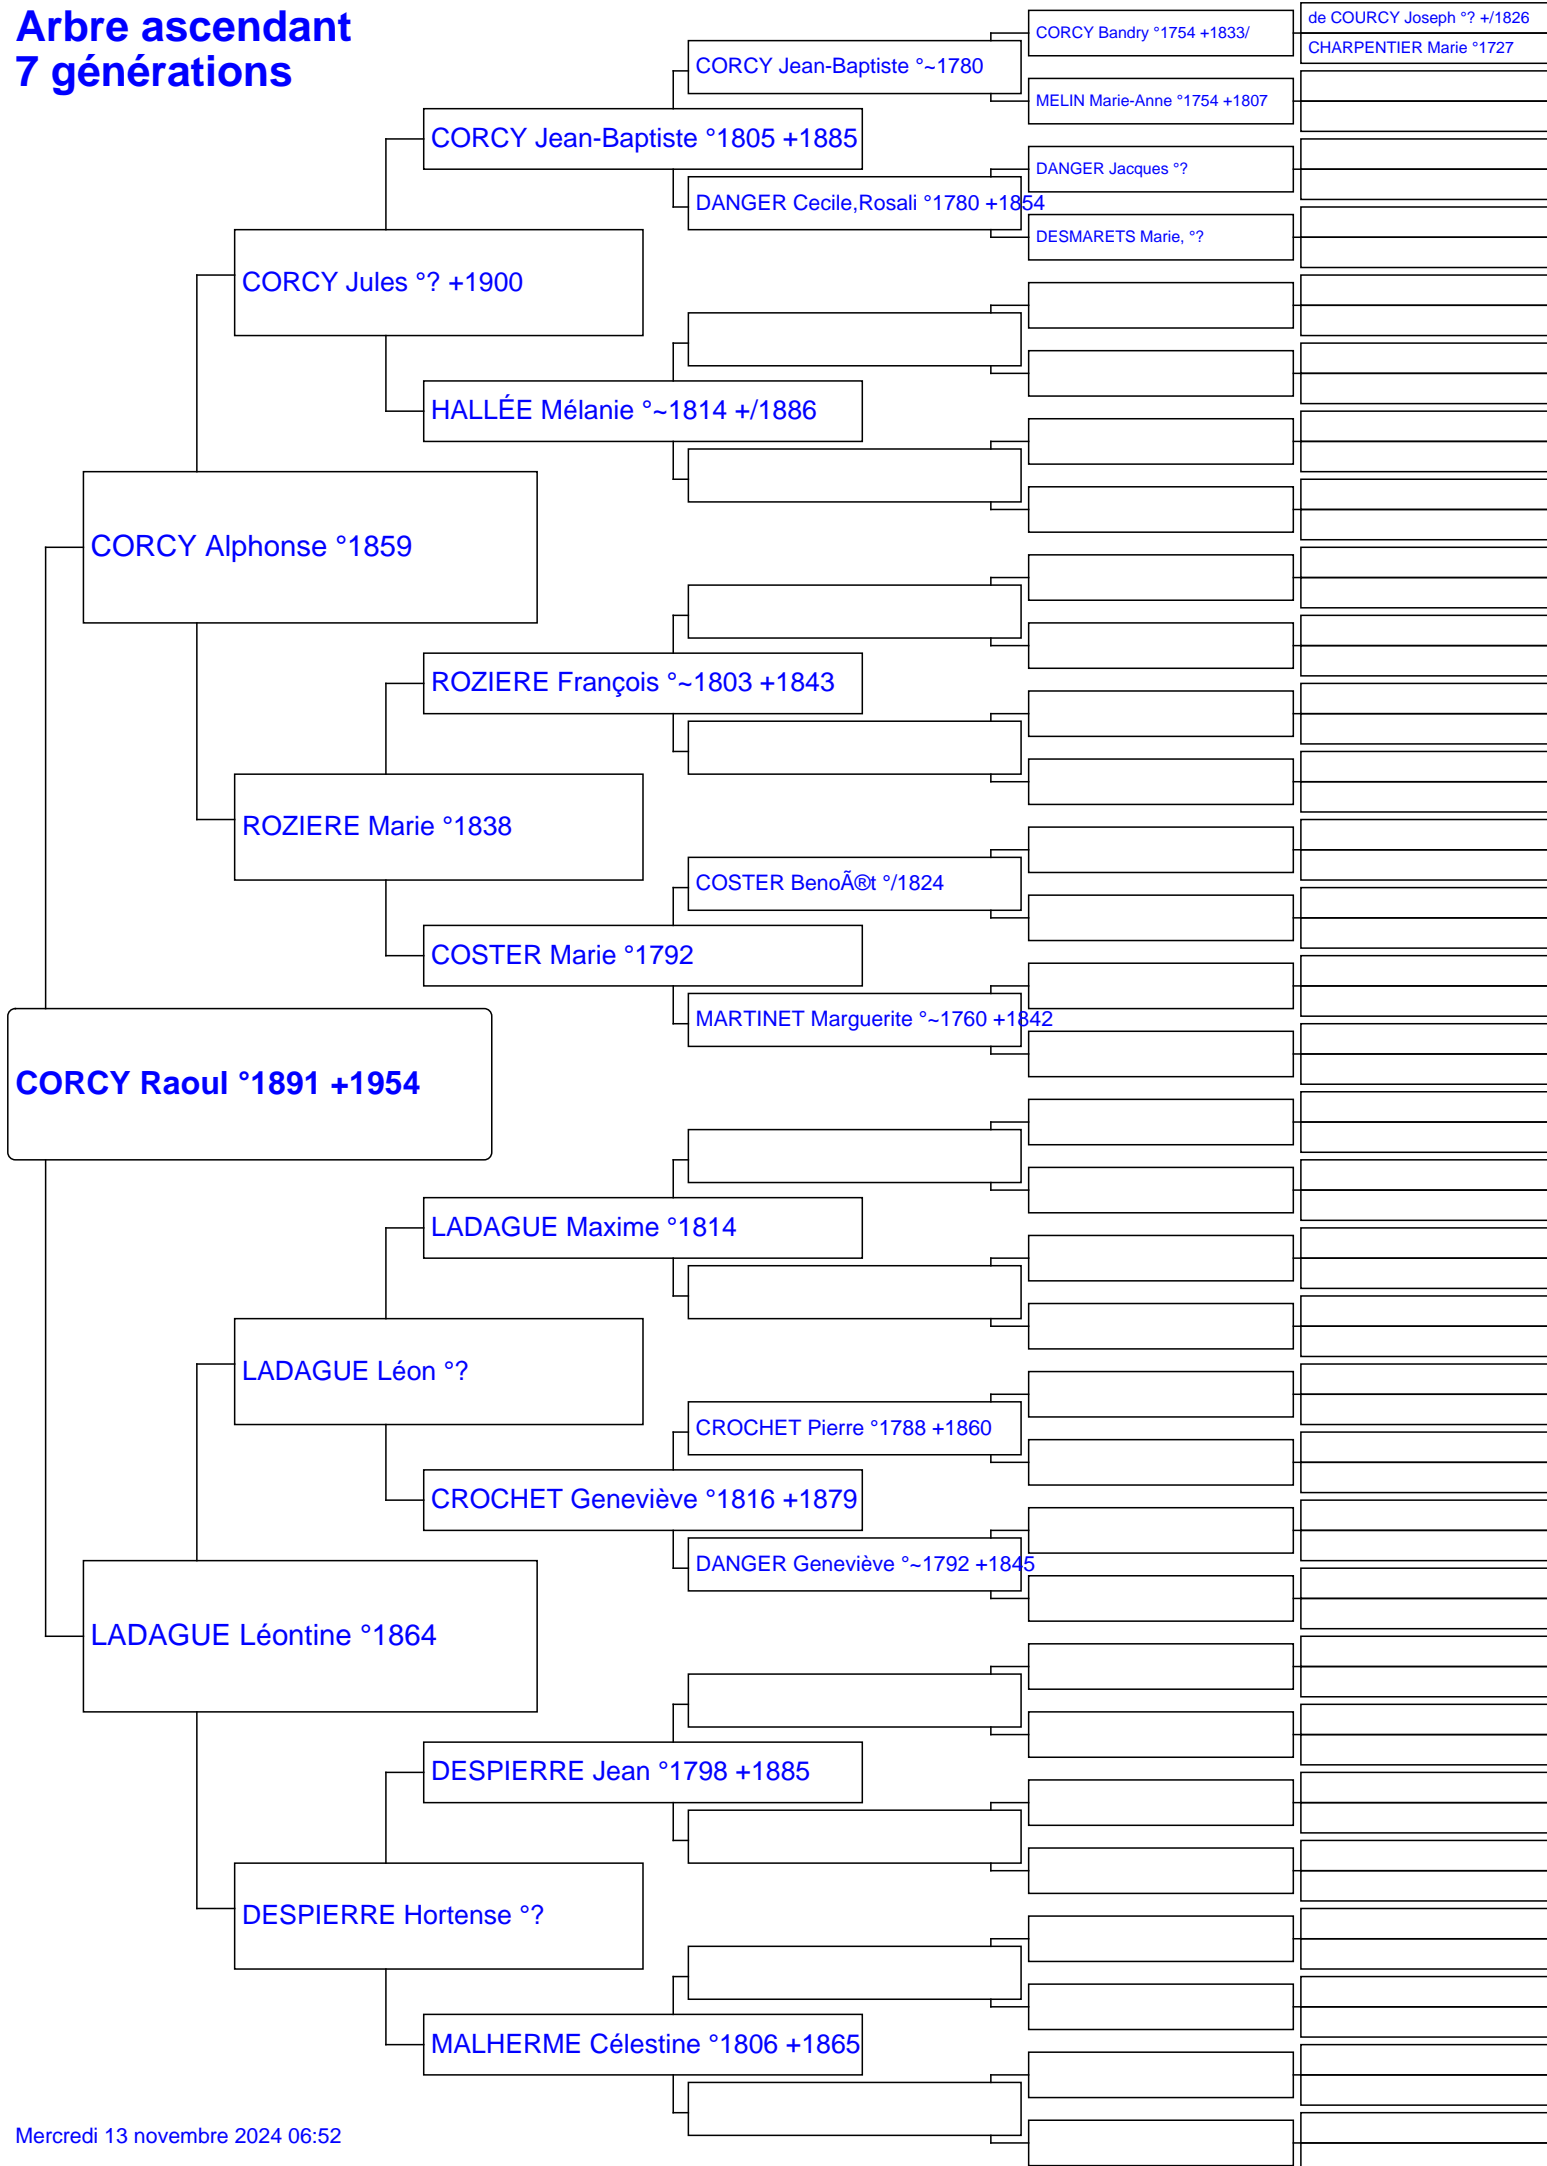 Arbre ascendant
7 générations
de COURCY Joseph °? +/1826
CORCY Bandry °1754 +1833/
CHARPENTIER Marie °1727
CORCY Jean-Baptiste °~1780
MELIN Marie-Anne °1754 +1807
CORCY Jean-Baptiste °1805 +1885
DANGER Jacques °?
DANGER Cecile,Rosali °1780 +1854
DESMARETS Marie, °?
CORCY Jules °? +1900
HALLÉE Mélanie °~1814 +/1886
CORCY Alphonse °1859
ROZIERE François °~1803 +1843
ROZIERE Marie °1838
COSTER BenoÃ®t °/1824
COSTER Marie °1792
MARTINET Marguerite °~1760 +1842
CORCY Raoul °1891 +1954
LADAGUE Maxime °1814
LADAGUE Léon °?
CROCHET Pierre °1788 +1860
CROCHET Geneviève °1816 +1879
DANGER Geneviève °~1792 +1845
LADAGUE Léontine °1864
DESPIERRE Jean °1798 +1885
DESPIERRE Hortense °?
MALHERME Célestine °1806 +1865
Mercredi 13 novembre 2024 06:52